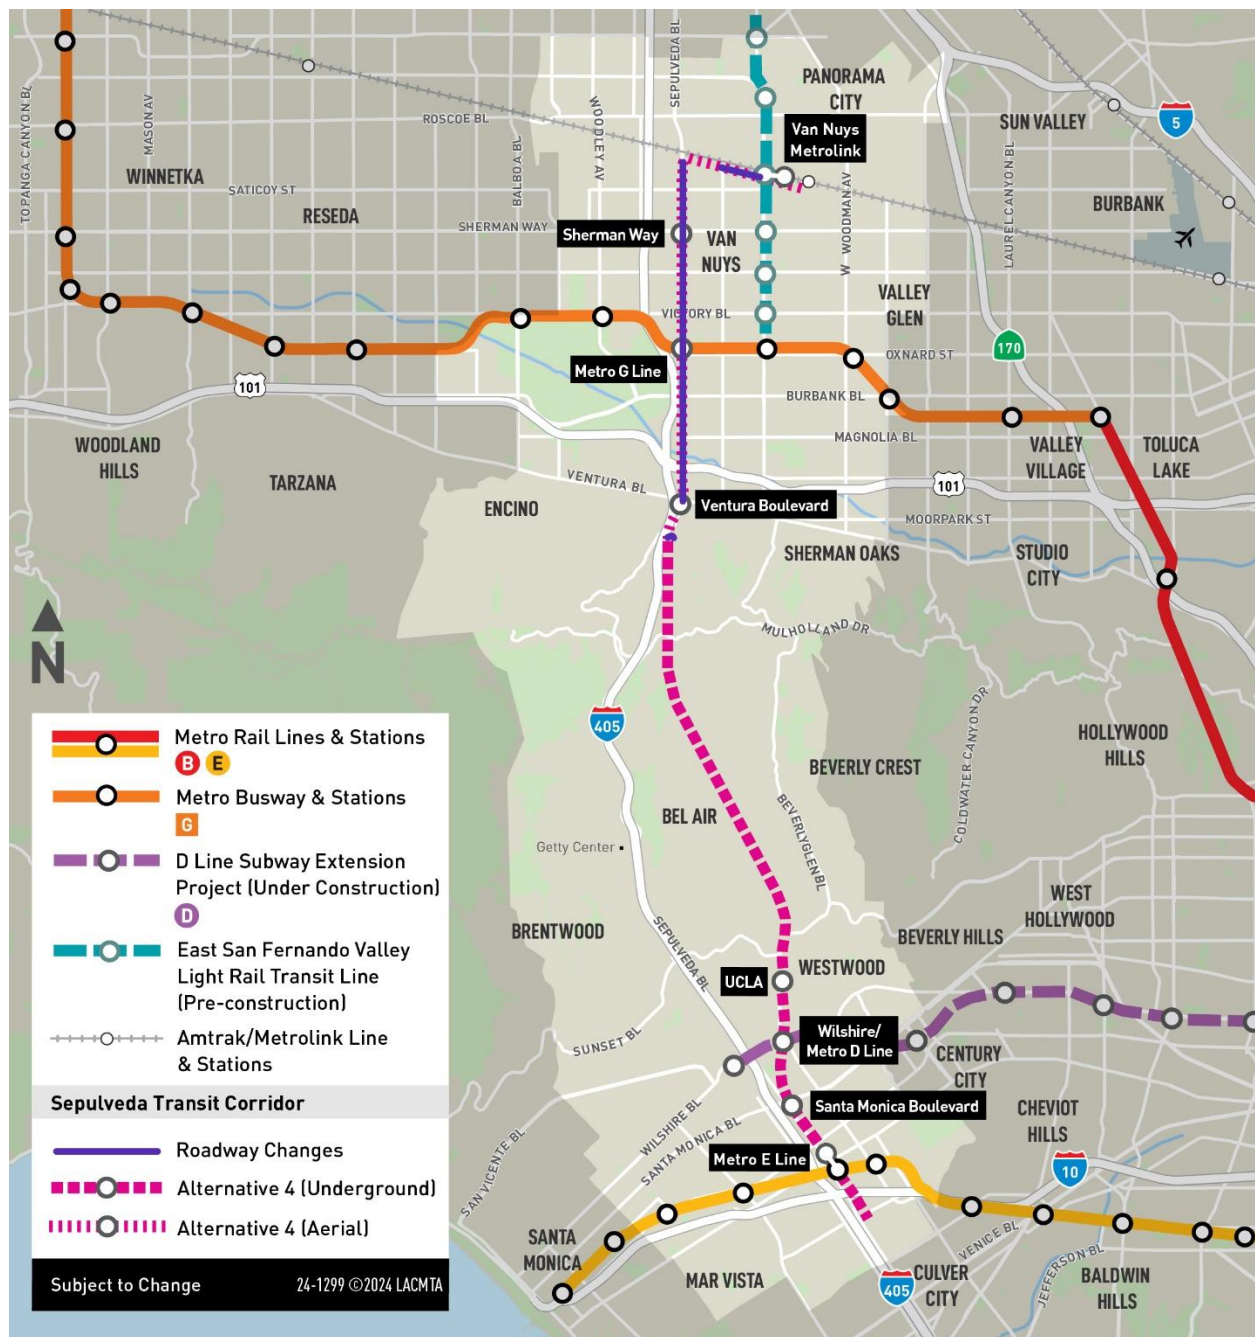 TOPANGA CANYON BL
MASON AV
WINNETKA
SATICOY ST
RESEDA
ROSCOE BL
BALBOA BL
SHERMAN WAY
WOODLEY AV
SEPULVEDA BL
PANORAMA
CITY
Van Nuys
Metrolink
SUN VALLEY
5
BURBANK
LAUREL CANYON BL
W WOODMAN AV
Sherman Way
VAN
NUYS
VICTORY BL
VALLEY
GLEN
OXNARD ST
170
Metro G Line
BURBANK BL
MAGNOLIA BL
101
WOODLAND
HILLS
TARZANA
VENTURA BL
ENCINO
Ventura Boulevard
VALLEY
VILLAGE
TOLUCA
LAKE
101
MOORPARK ST
SHERMAN OAKS
STUDIO
CITY
MULHOLLAND DR
N
405
COLDWATER CANYON DR
HOLLYWOOD
HILLS
BEVERLY CREST
BEL AIR
BEVERLY GLEN BL
Getty Center
WEST
HOLLYWOOD
BRENTWOOD
BEVERLY HILLS
SEPULVEDA BL
UCLA
WESTWOOD
SUNSET BL
Wilshire/
Metro D Line
CENTURY
CITY
WILSHIRE BL
SANTA MONICA BL
Santa Monica Boulevard
CHEVIOT
HILLS
SAN VICENTE BL
Metro E Line
10
SANTA
MONICA
VENICE BL
JEFFERSON BL
MAR VISTA
405
CULVER
CITY
BALDWIN
HILLS
Metro Rail Lines & Stations
B E
Metro Busway & Stations
G
D Line Subway Extension
Project (Under Construction)
D
East San Fernando Valley
Light Rail Transit Line
(Pre-construction)
Amtrak/Metrolink Line
& Stations
Sepulveda Transit Corridor
Roadway Changes
Alternative 4 (Underground)
Alternative 4 (Aerial)
Subject to Change
24-1299 ©2024 LACMTA